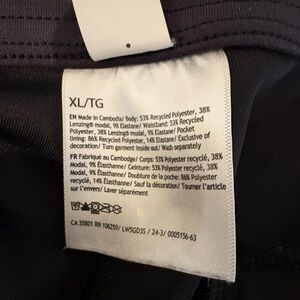 XL/TG
EN Made in Cambodia/ Body: 53% Recycled Polyester, 38%
Lenzing® modal, 9% Elastane/ Waistband: 53% Recycled
Polyester, 38% Lenzing® modal, 9% Elastane/ Pocket
lining: 86% Recycled Polyester, 14% Elastane/ Exclusive of
decoration/ Turn garment inside out/ Wash separately
FR Fabriqué au Cambodge/ Corps: 53% Polyester recyclé, 38%
Modal, 9% Élasthanne/ Ceinture: 53% Polyester recyclé, 38%
Modal, 9% Élasthanne/ Doublure de la poche: 86% Polyester
recyclé, 14% Élasthanne/ Sauf la décoration/ Tourner l'article
sur l'envers/ Laver séparément
CA 35801 RN 106259/ LW5GD3S / 24-3/ 0005156-63